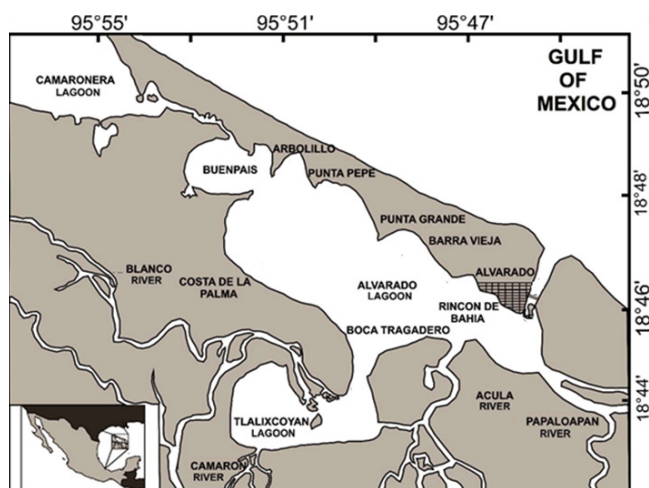 95°55' 95°51' 95°47'
GULF
OF
MEXICO
18°50'
18°48'
18°46'
18°44'
CAMARONERA
LAGOON
ARBOLILLO
BUENPAIS
PUNTA PEPE
PUNTA GRANDE
BARRA VIEJA
BLANCO
RIVER
COSTA DE LA
PALMA
ALVARADO
LAGOON
ALVARADO
RINCON DE
BAHIA
BOCA TRAGADERO
TLALIXCOYAN
LAGOON
ACULA
RIVER
PAPALOAPAN
RIVER
CAMARON
RIVER